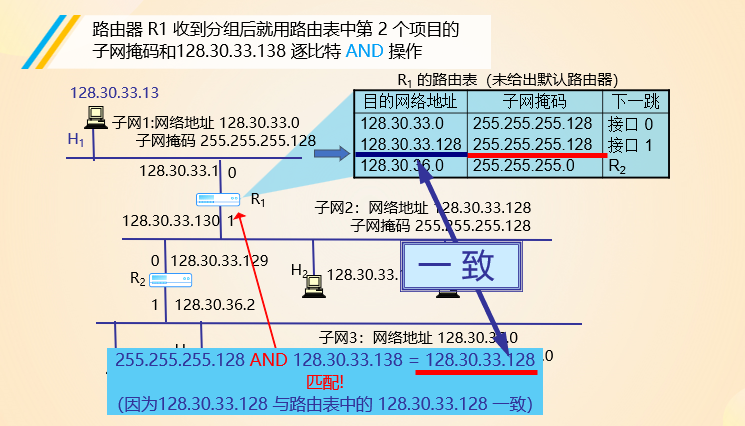 路由器 R1 收到分组后就用路由表中第 2 个项目的
子网掩码和128.30.33.138 逐比特 AND 操作
R1 的路由表（未给出默认路由器）
目的网络地址 子网掩码 下一跳
128.30.33.0 255.255.255.128 接口 0
128.30.33.128 255.255.255.128 接口 1
128.30.36.0 255.255.255.0 R2
128.30.33.13
H1
子网1:网络地址 128.30.33.0
子网掩码 255.255.255.128
128.30.33.1 0
R1
128.30.33.130 1
子网2：网络地址 128.30.33.128
子网掩码 255.255.255.128
一致
0 128.30.33.129
R2
1 128.30.36.2
H2 128.30.33.1
子网3：网络地址 128.30. .0
.0
255.255.255.128 AND 128.30.33.138 = 128.30.33.128
匹配!
（因为128.30.33.128 与路由表中的 128.30.33.128 一致）